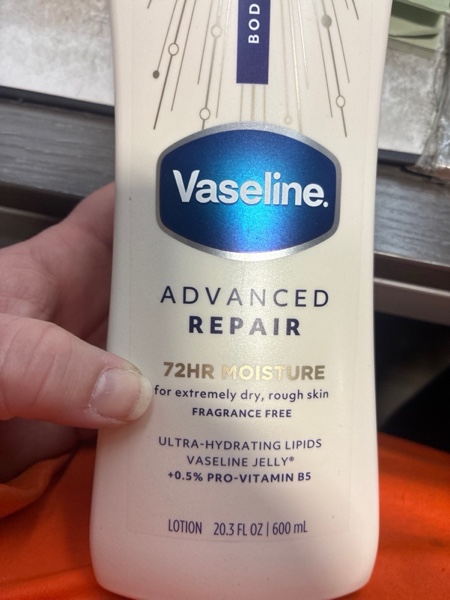 BOD
Vaseline.
ADVANCED
REPAIR
72HR MOISTURE
for extremely dry, rough skin
FRAGRANCE FREE
ULTRA-HYDRATING LIPIDS
VASELINE JELLY®
+0.5% PRO-VITAMIN B5
LOTION 20.3 FL OZ | 600 mL